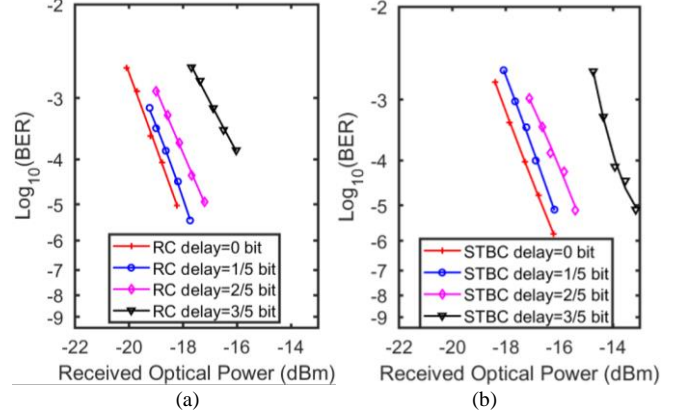 -2
-3
-4
-5
-6
-7
-8
-9
Log10(BER)
RC delay=0 bit
RC delay=1/5 bit
RC delay=2/5 bit
RC delay=3/5 bit
-22 -20 -18 -16 -14
Received Optical Power (dBm)
(a)
-2
-3
-4
-5
-6
-7
-8
-9
Log10(BER)
STBC delay=0 bit
STBC delay=1/5 bit
STBC delay=2/5 bit
STBC delay=3/5 bit
-22 -20 -18 -16 -14
Received Optical Power (dBm)
(b)